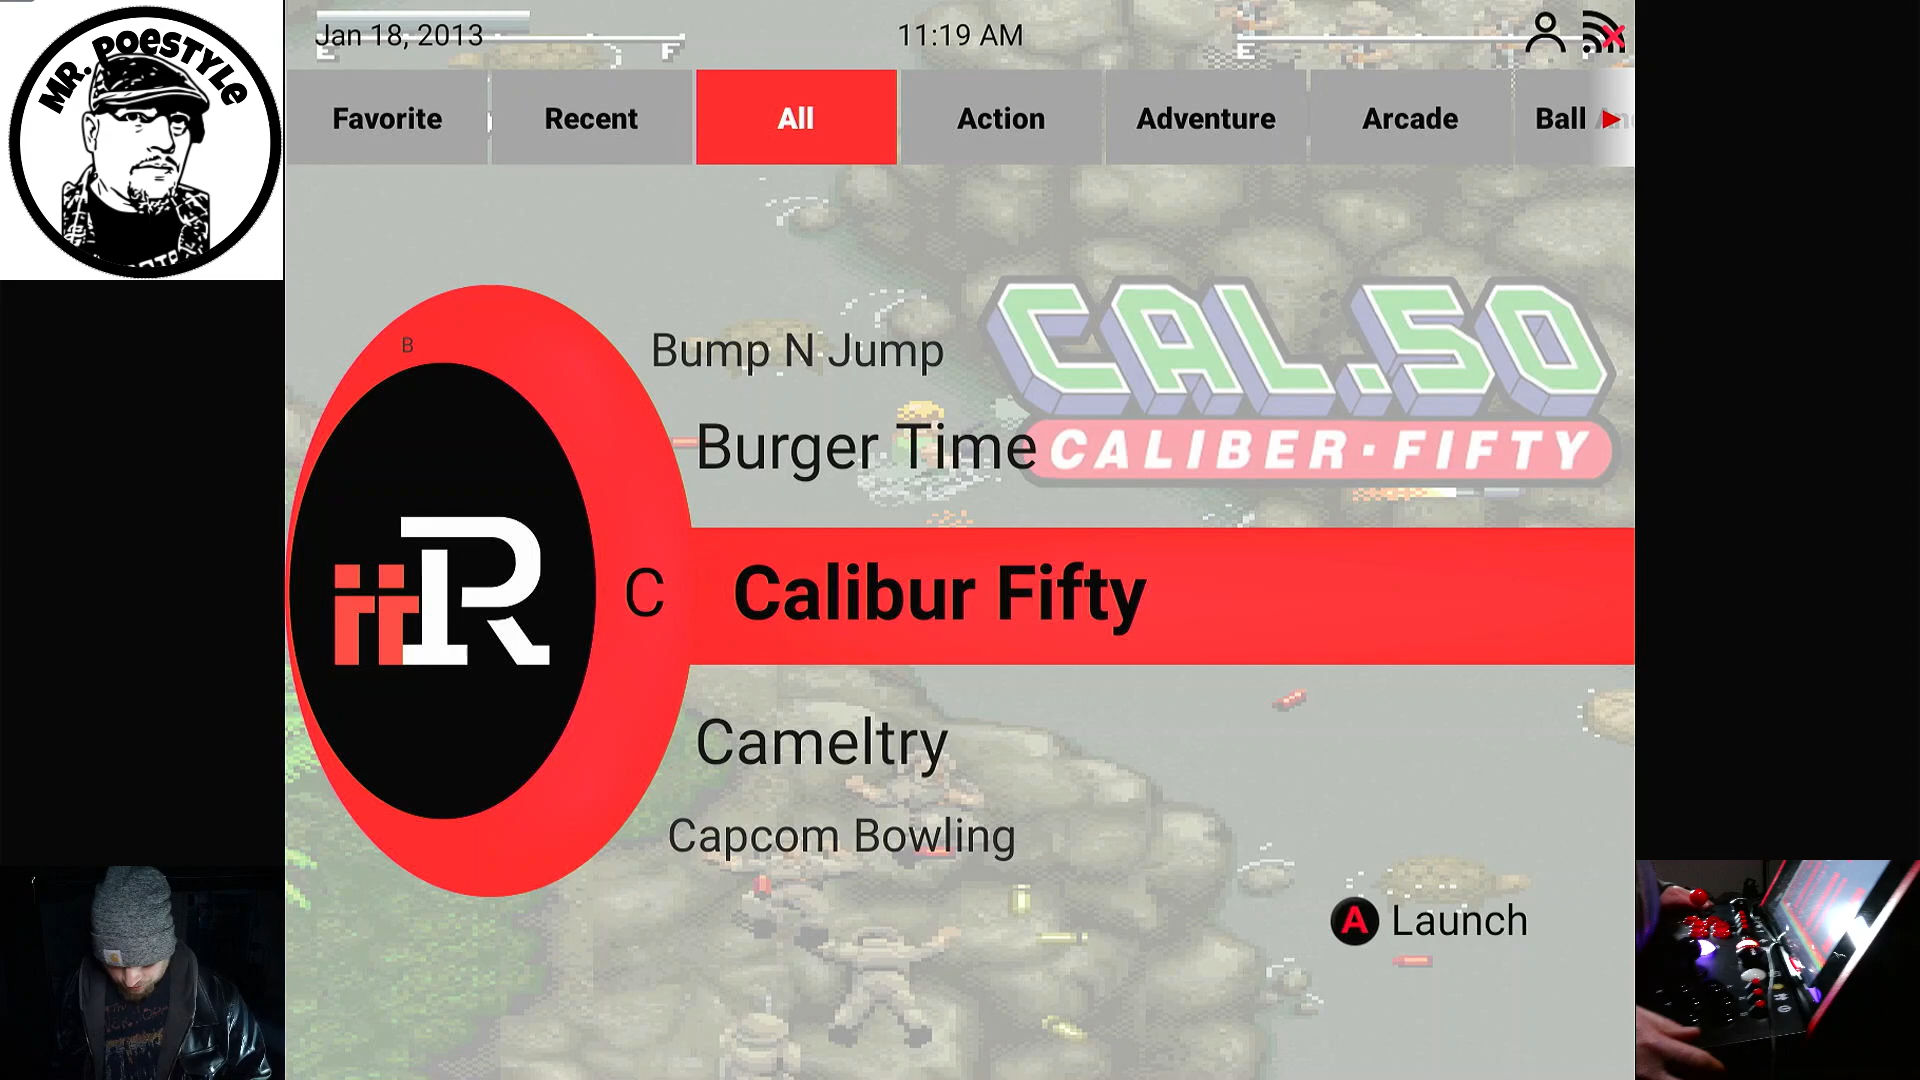 MR. POESTYLE
Jan 18, 2013
11:19 AM
E
F
E
Favorite
Recent
All
Action
Adventure
Arcade
Ball
B
Bump N Jump
CAL.50
CALIBER·FIFTY
Burger Time
R
C
Calibur Fifty
Cameltry
Capcom Bowling
A Launch